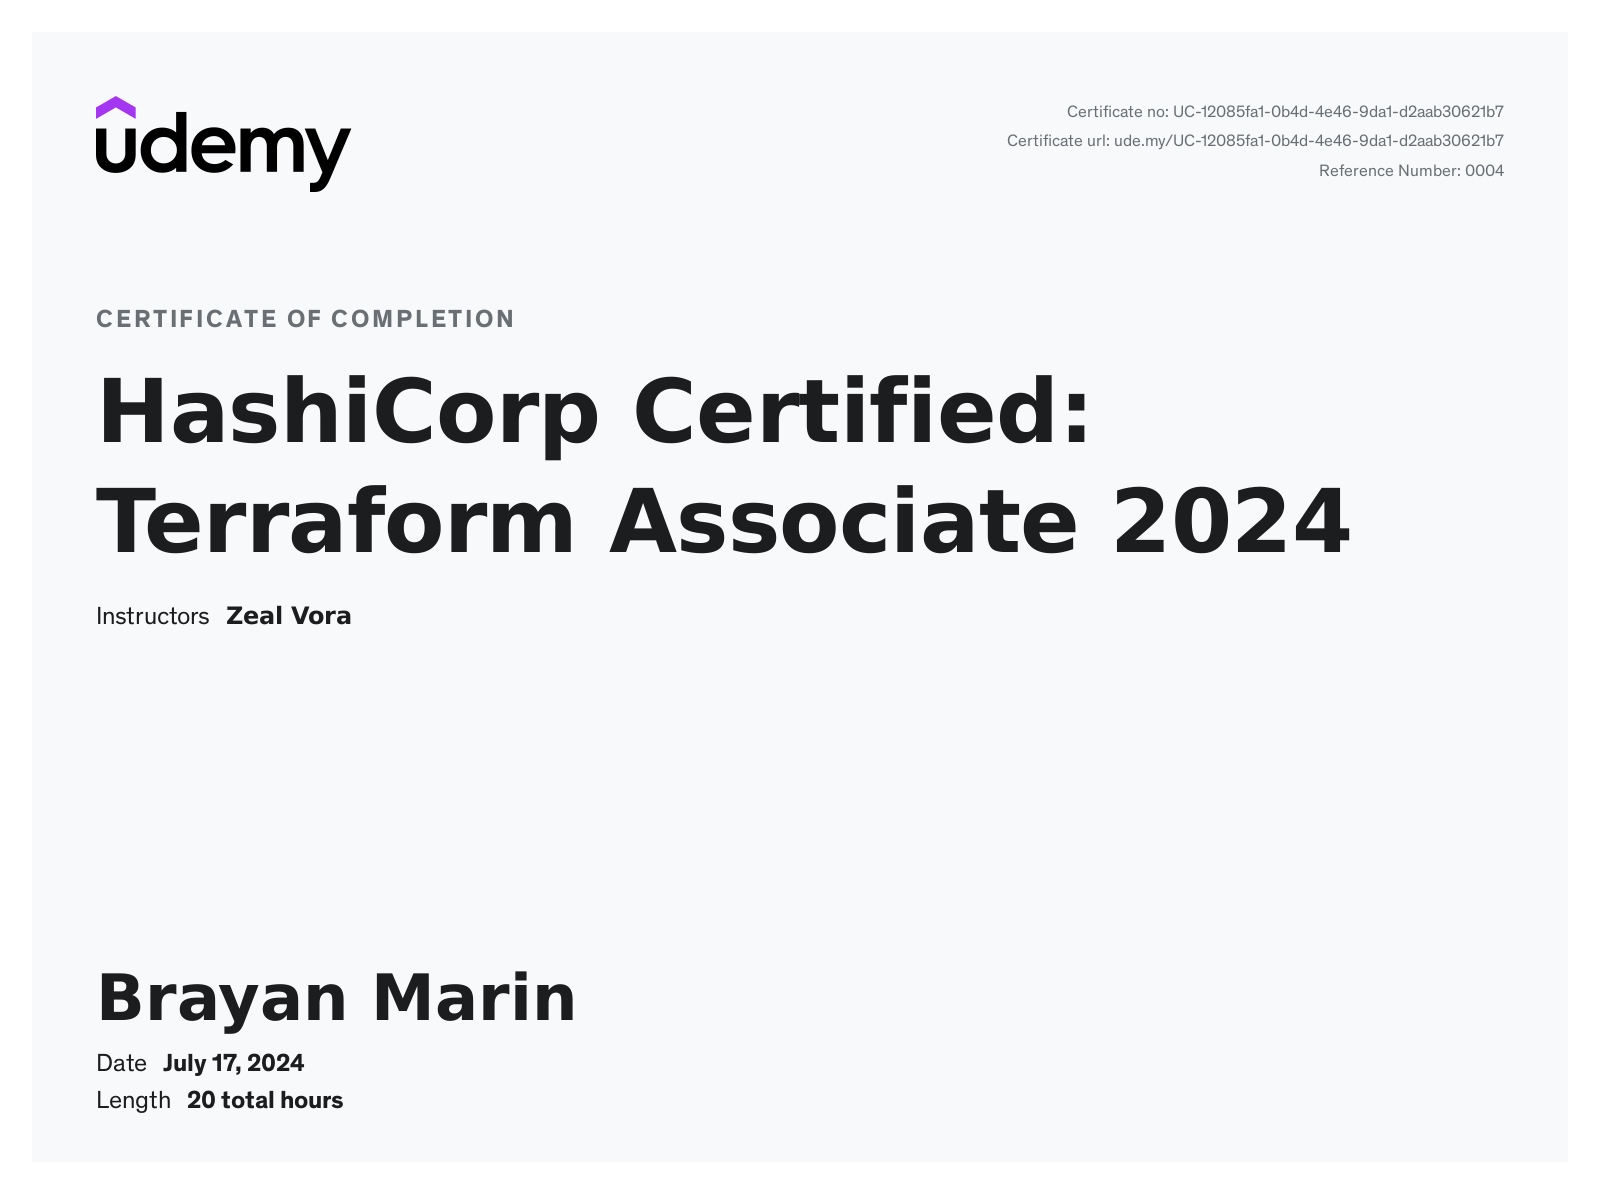 udemy
Certificate no: UC-12085fa1-0b4d-4e46-9da1-d2aab30621b7
Certificate url: ude.my/UC-12085fa1-0b4d-4e46-9da1-d2aab30621b7
Reference Number: 0004
CERTIFICATE OF COMPLETION
HashiCorp Certified:
Terraform Associate 2024
Instructors Zeal Vora
Brayan Marin
Date July 17, 2024
Length 20 total hours